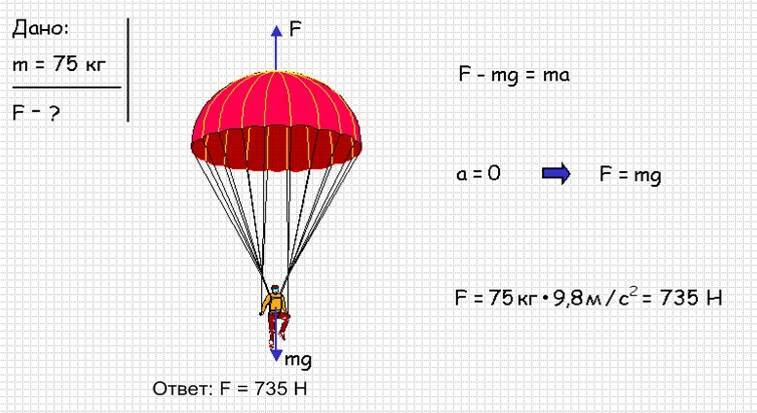 Дано:
m = 75 кг
F - ?
F
F - mg = ma
a = 0
F = mg
F = 75 кг • 9,8 м / с² = 735 Н
mg
Ответ: F = 735 Н